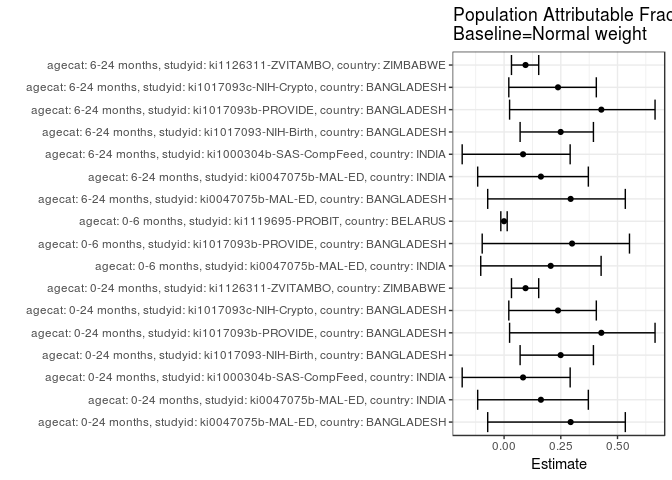 Population Attributable Frac
Baseline=Normal weight
agecat: 6-24 months, studyid: ki1126311-ZVITAMBO, country: ZIMBABWE
agecat: 6-24 months, studyid: ki1017093c-NIH-Crypto, country: BANGLADESH
agecat: 6-24 months, studyid: ki1017093b-PROVIDE, country: BANGLADESH
agecat: 6-24 months, studyid: ki1017093-NIH-Birth, country: BANGLADESH
agecat: 6-24 months, studyid: ki1000304b-SAS-CompFeed, country: INDIA
agecat: 6-24 months, studyid: ki0047075b-MAL-ED, country: INDIA
agecat: 6-24 months, studyid: ki0047075b-MAL-ED, country: BANGLADESH
agecat: 0-6 months, studyid: ki1119695-PROBIT, country: BELARUS
agecat: 0-6 months, studyid: ki1017093b-PROVIDE, country: BANGLADESH
agecat: 0-6 months, studyid: ki0047075b-MAL-ED, country: INDIA
agecat: 0-24 months, studyid: ki1126311-ZVITAMBO, country: ZIMBABWE
agecat: 0-24 months, studyid: ki1017093c-NIH-Crypto, country: BANGLADESH
agecat: 0-24 months, studyid: ki1017093b-PROVIDE, country: BANGLADESH
agecat: 0-24 months, studyid: ki1017093-NIH-Birth, country: BANGLADESH
agecat: 0-24 months, studyid: ki1000304b-SAS-CompFeed, country: INDIA
agecat: 0-24 months, studyid: ki0047075b-MAL-ED, country: INDIA
agecat: 0-24 months, studyid: ki0047075b-MAL-ED, country: BANGLADESH
0.00 0.25 0.50
Estimate